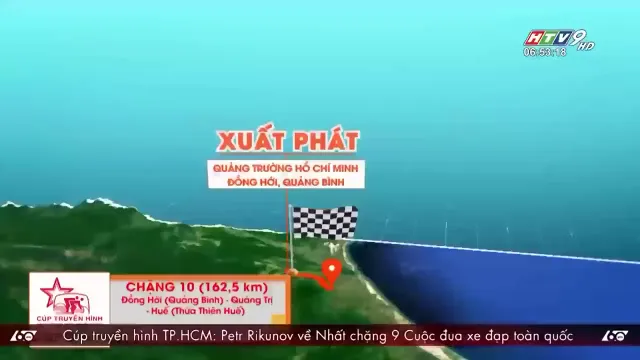 HTV9 HD
06:53:18
XUẤT PHÁT
QUẢNG TRƯỜNG HỒ CHÍ MINH
ĐỒNG HỚI, QUẢNG BÌNH
CHẶNG 10 (162,5 km)
Đồng Hới (Quảng Bình) - Quảng Trị
- Huế (Thừa Thiên Huế)
CÚP TRUYỀN HÌNH
60 Cúp truyền hình TP.HCM: Petr Rikunov về Nhất chặng 9 Cuộc đua xe đạp toàn quốc 60